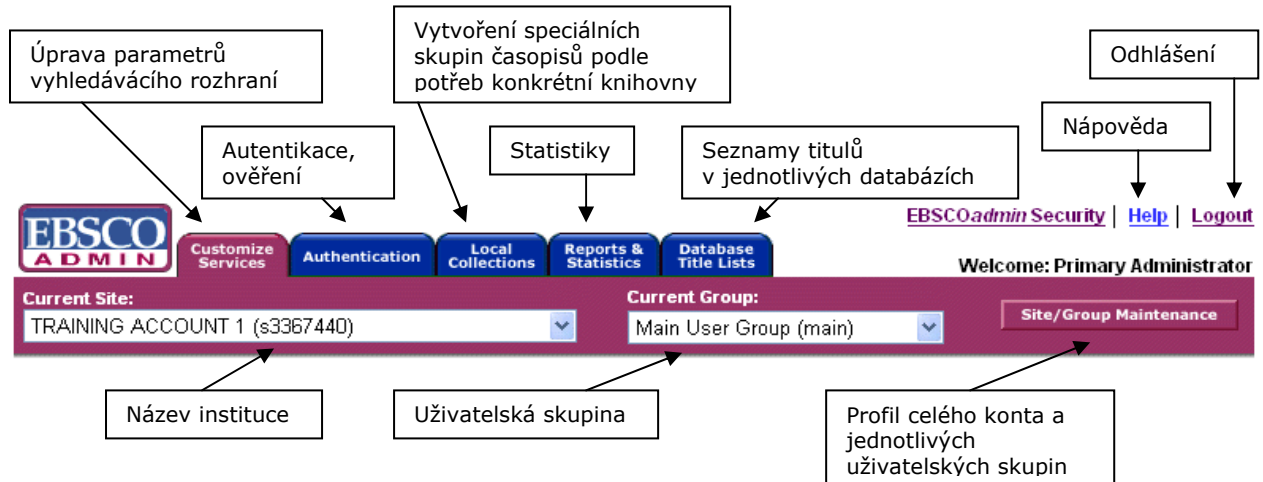 Úprava parametrů
vyhledávácího rozhraní
Vytvoření speciálních
skupin časopisů podle
potřeb konkrétní knihovny
Odhlášení
Autentikace,
ověření
Statistiky
Seznamy titulů
v jednotlivých databázích
Nápověda
EBSCO
ADMIN
Customize
Services
Authentication
Local
Collections
Reports &
Statistics
Database
Title Lists
EBSCOadmin Security | Help | Logout
Welcome: Primary Administrator
Current Site:
TRAINING ACCOUNT 1 (s3367440)
Current Group:
Main User Group (main)
Site/Group Maintenance
Název instituce
Uživatelská skupina
Profil celého konta a
jednotlivých
uživatelských skupin